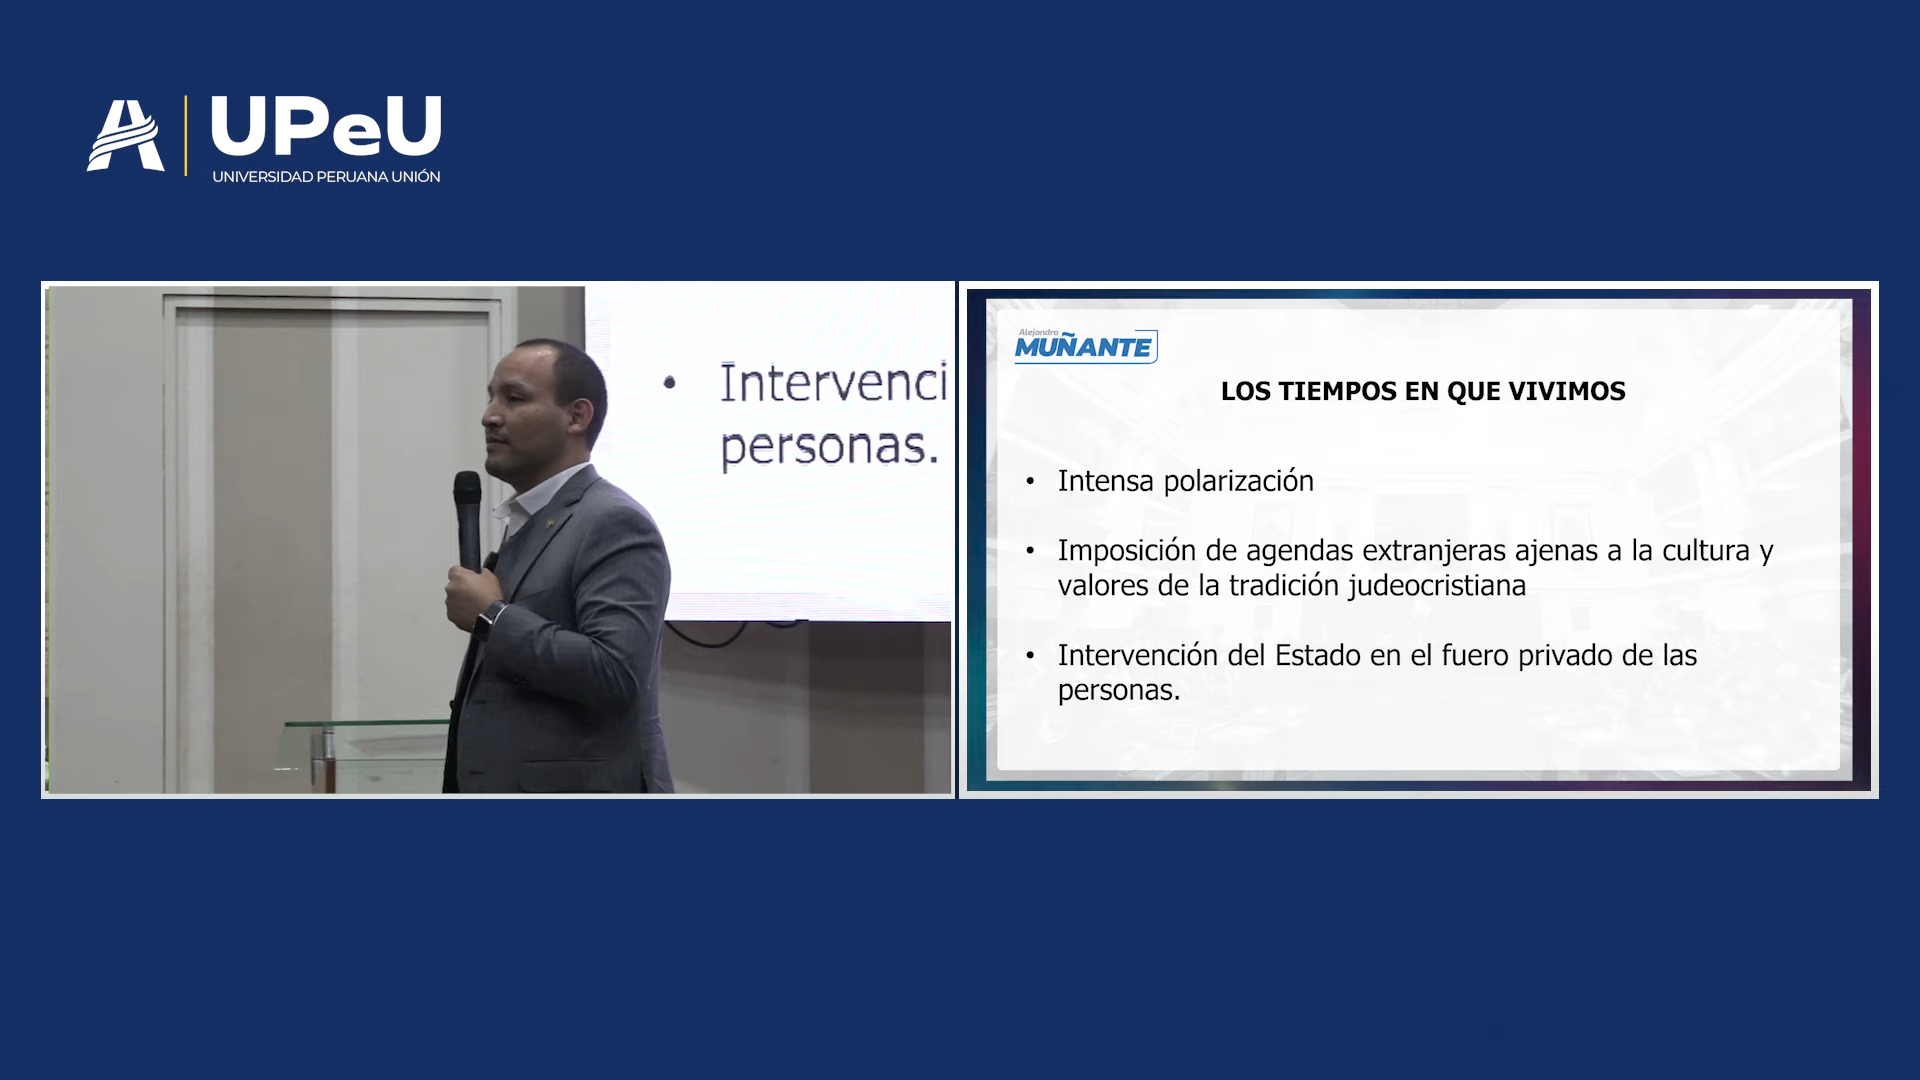 UPeU
UNIVERSIDAD PERUANA UNIÓN
• Intervenci
personas.
Alejandro
MUÑANTE
LOS TIEMPOS EN QUE VIVIMOS
• Intensa polarización
• Imposición de agendas extranjeras ajenas a la cultura y
valores de la tradición judeocristiana
• Intervención del Estado en el fuero privado de las
personas.